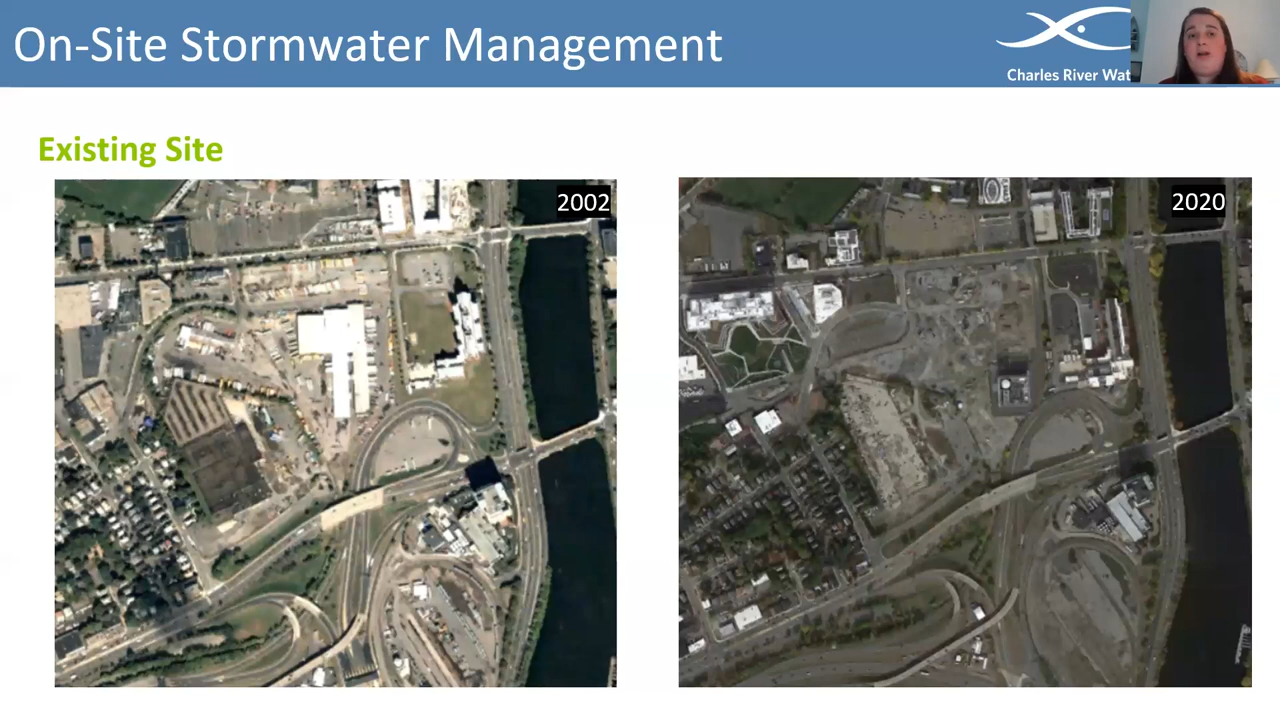 On-Site Stormwater Management
Charles River Wat
Existing Site
2002
2020